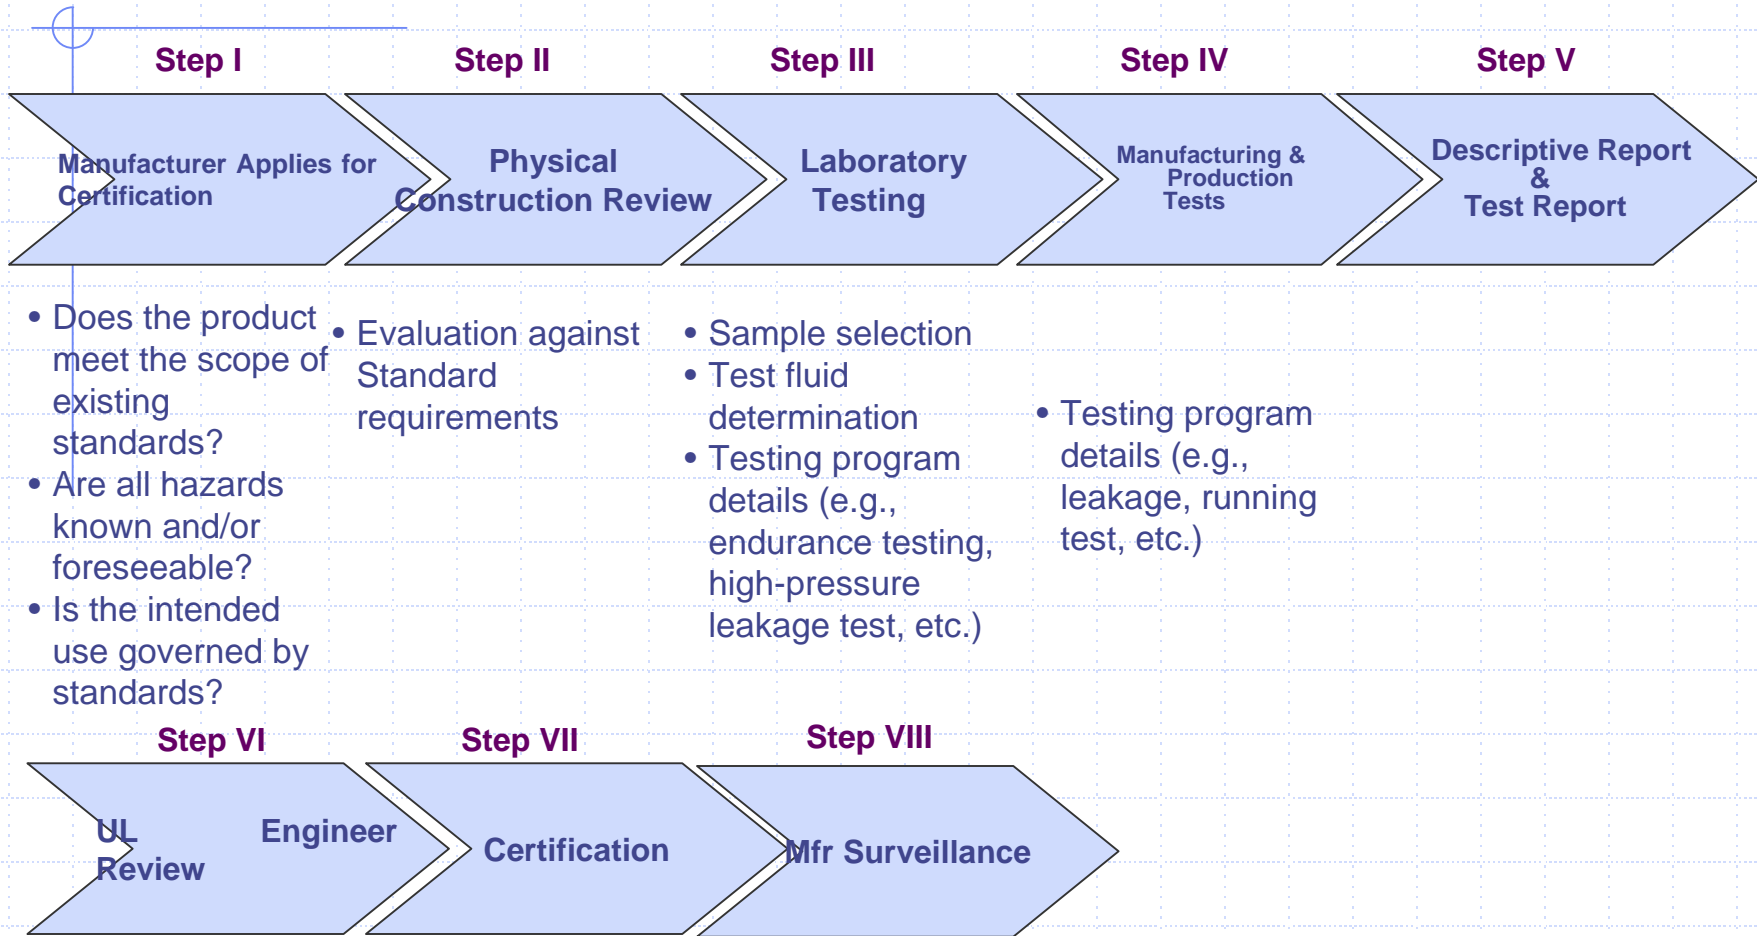 Step I
Step II
Step III
Step IV
Step V
Manufacturer Applies for
Certification
Physical
Construction Review
Laboratory
Testing
Manufacturing &
Production
Tests
Descriptive Report
&
Test Report
• Does the product
meet the scope of
existing
standards?
• Are all hazards
known and/or
foreseeable?
• Is the intended
use governed by
standards?
• Evaluation against
Standard
requirements
• Sample selection
• Test fluid
determination
• Testing program
details (e.g.,
endurance testing,
high-pressure
leakage test, etc.)
• Testing program
details (e.g.,
leakage, running
test, etc.)
Step VI
Step VII
Step VIII
UL Engineer
Review
Certification
Mfr Surveillance